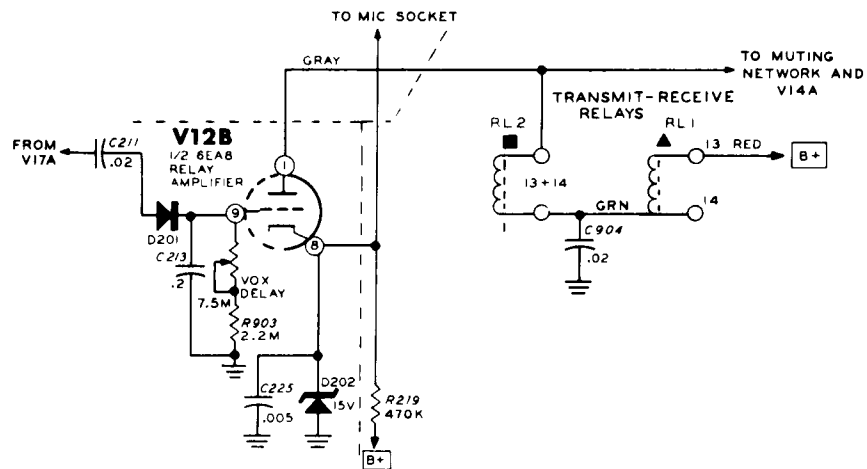 TO MIC SOCKET
GRAY
TO MUTING
NETWORK AND
V14A
TRANSMIT-RECEIVE
RELAYS
RL2
RL1
13 RED
B+
13+14
GRN
14
C904
.02
FROM
V17A
C211
.02
V12B
1/2 6EA8
RELAY
AMPLIFIER
1
9
8
D201
C213
.2
VOX
DELAY
7.5M
R903
2.2M
C225
.005
D202
15V
R219
470K
B+